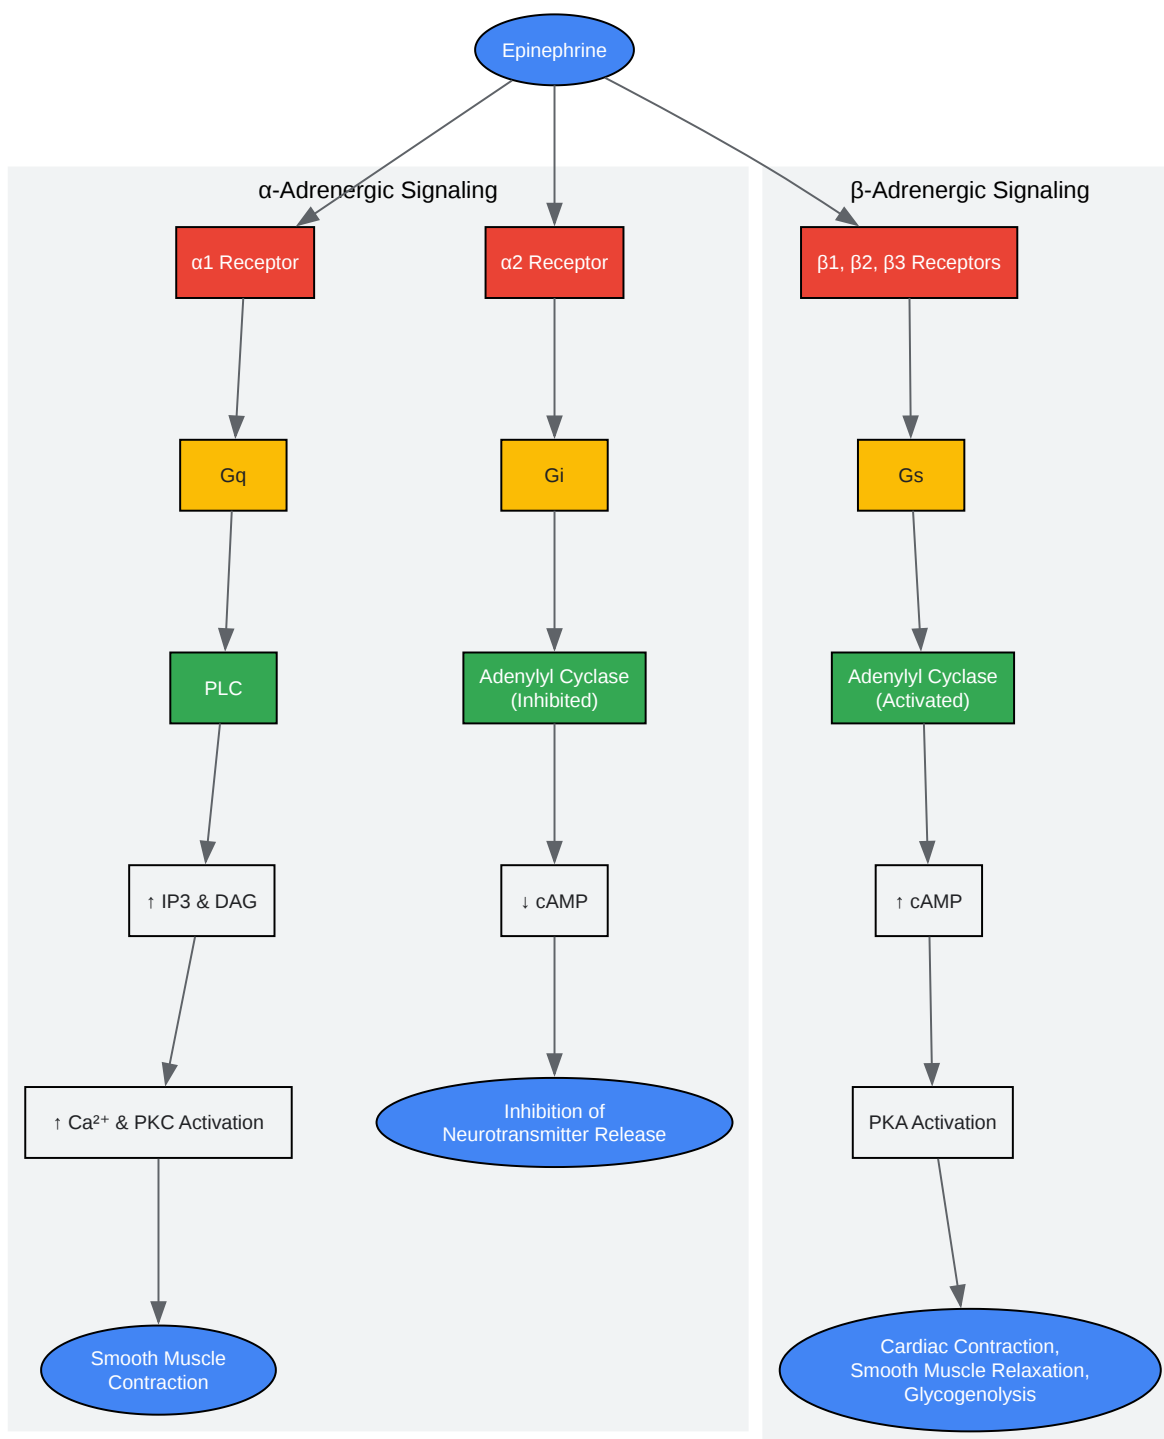 Epinephrine
α-Adrenergic Signaling
β-Adrenergic Signaling
α1 Receptor
α2 Receptor
β1, β2, β3 Receptors
Gq
Gi
Gs
PLC
Adenylyl Cyclase
(Inhibited)
Adenylyl Cyclase
(Activated)
↑ IP3 & DAG
↓ cAMP
↑ cAMP
↑ Ca²⁺ & PKC Activation
Inhibition of
Neurotransmitter Release
PKA Activation
Smooth Muscle
Contraction
Cardiac Contraction,
Smooth Muscle Relaxation,
Glycogenolysis